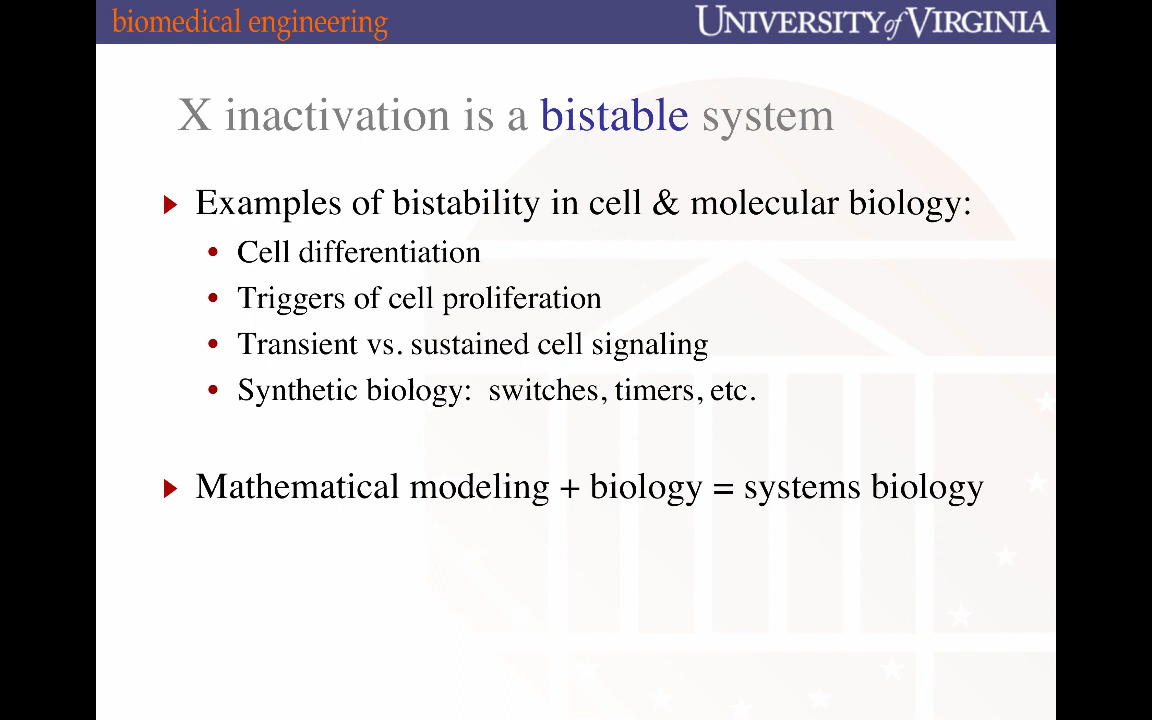 biomedical engineering
UNIVERSITY of VIRGINIA
X inactivation is a bistable system
Examples of bistability in cell & molecular biology:
Cell differentiation
Triggers of cell proliferation
Transient vs. sustained cell signaling
Synthetic biology: switches, timers, etc.
Mathematical modeling + biology = systems biology